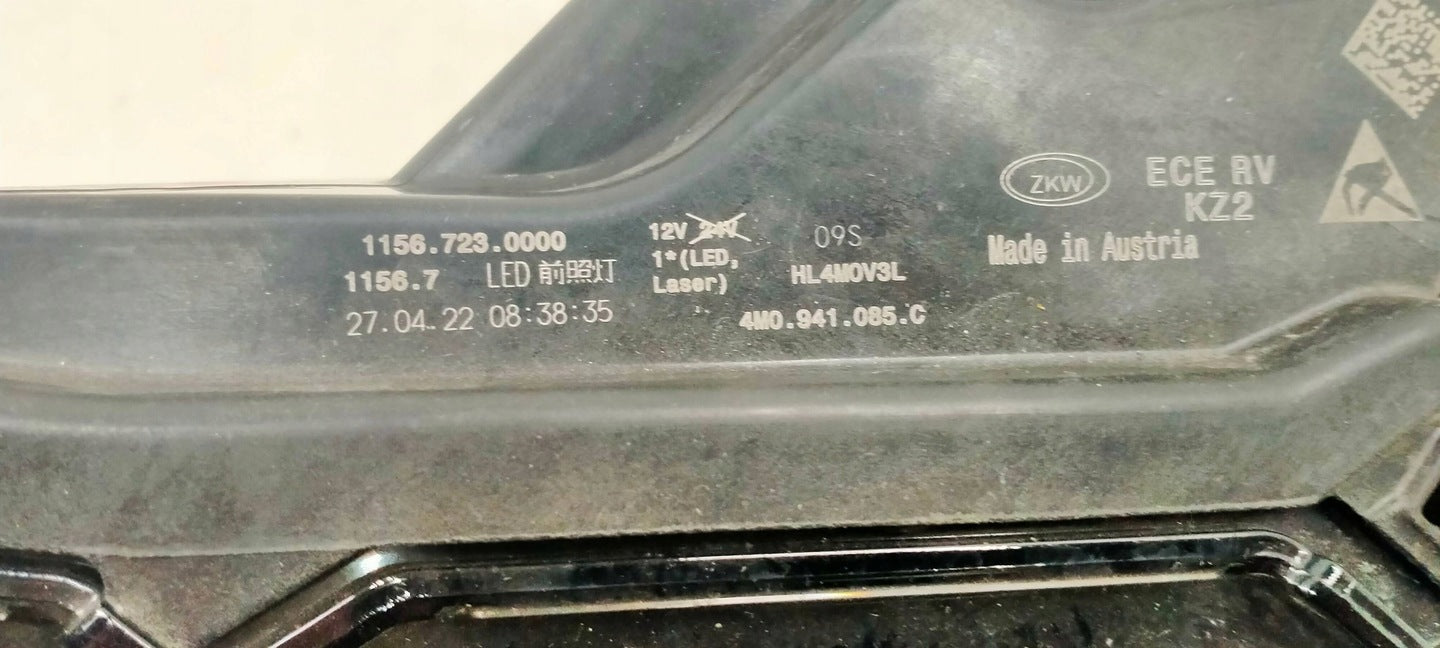 1156.723.0000
1156.7 LED 前照灯
27.04.22 08:38:35
12V 24V
1*(LED,
Laser)
09S
HL4MOV3L
4M0.941.085.C
ZKW
ECE RV
KZ2
Made in Austria